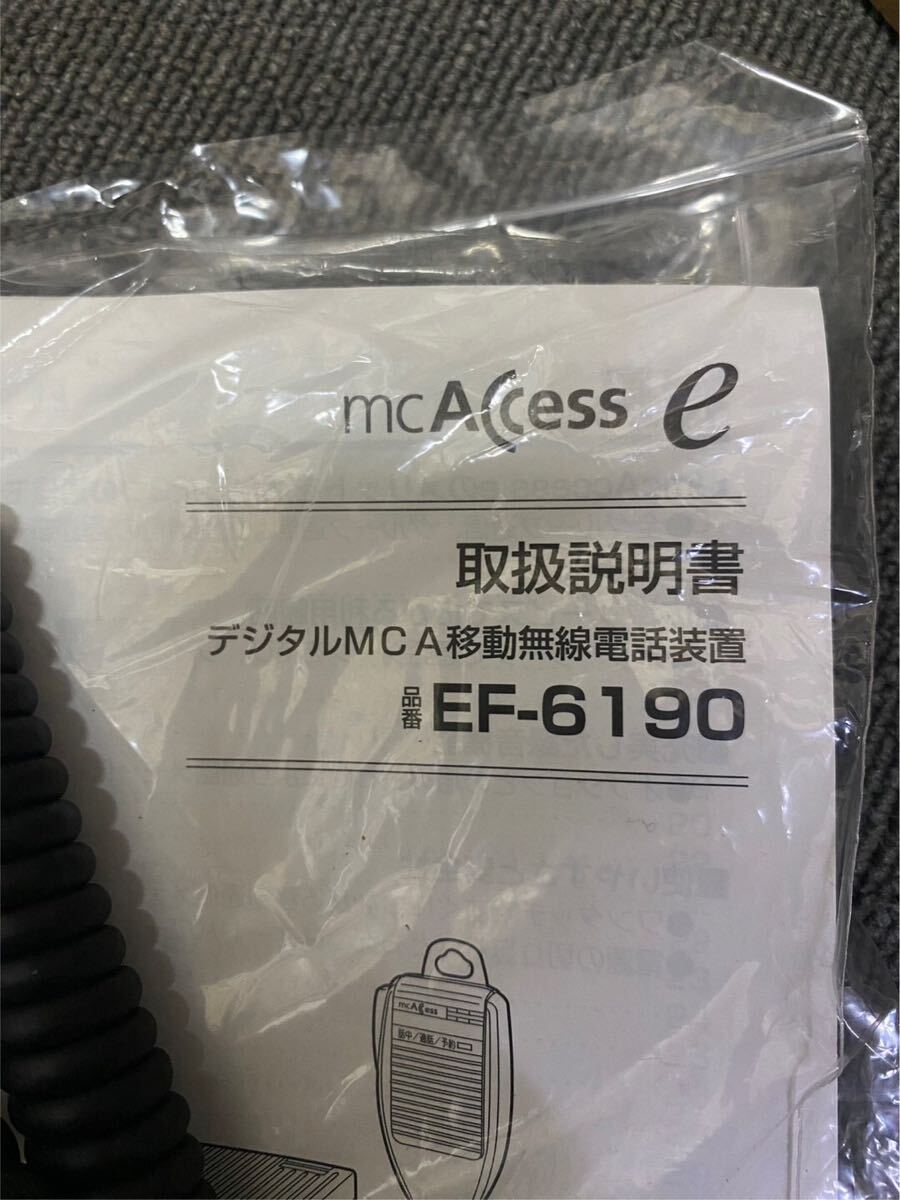 mcAccess e
取扱説明書
デジタルMCA移動無線電話装置
品番 EF-6190
mcAccess
話中/通話/予約